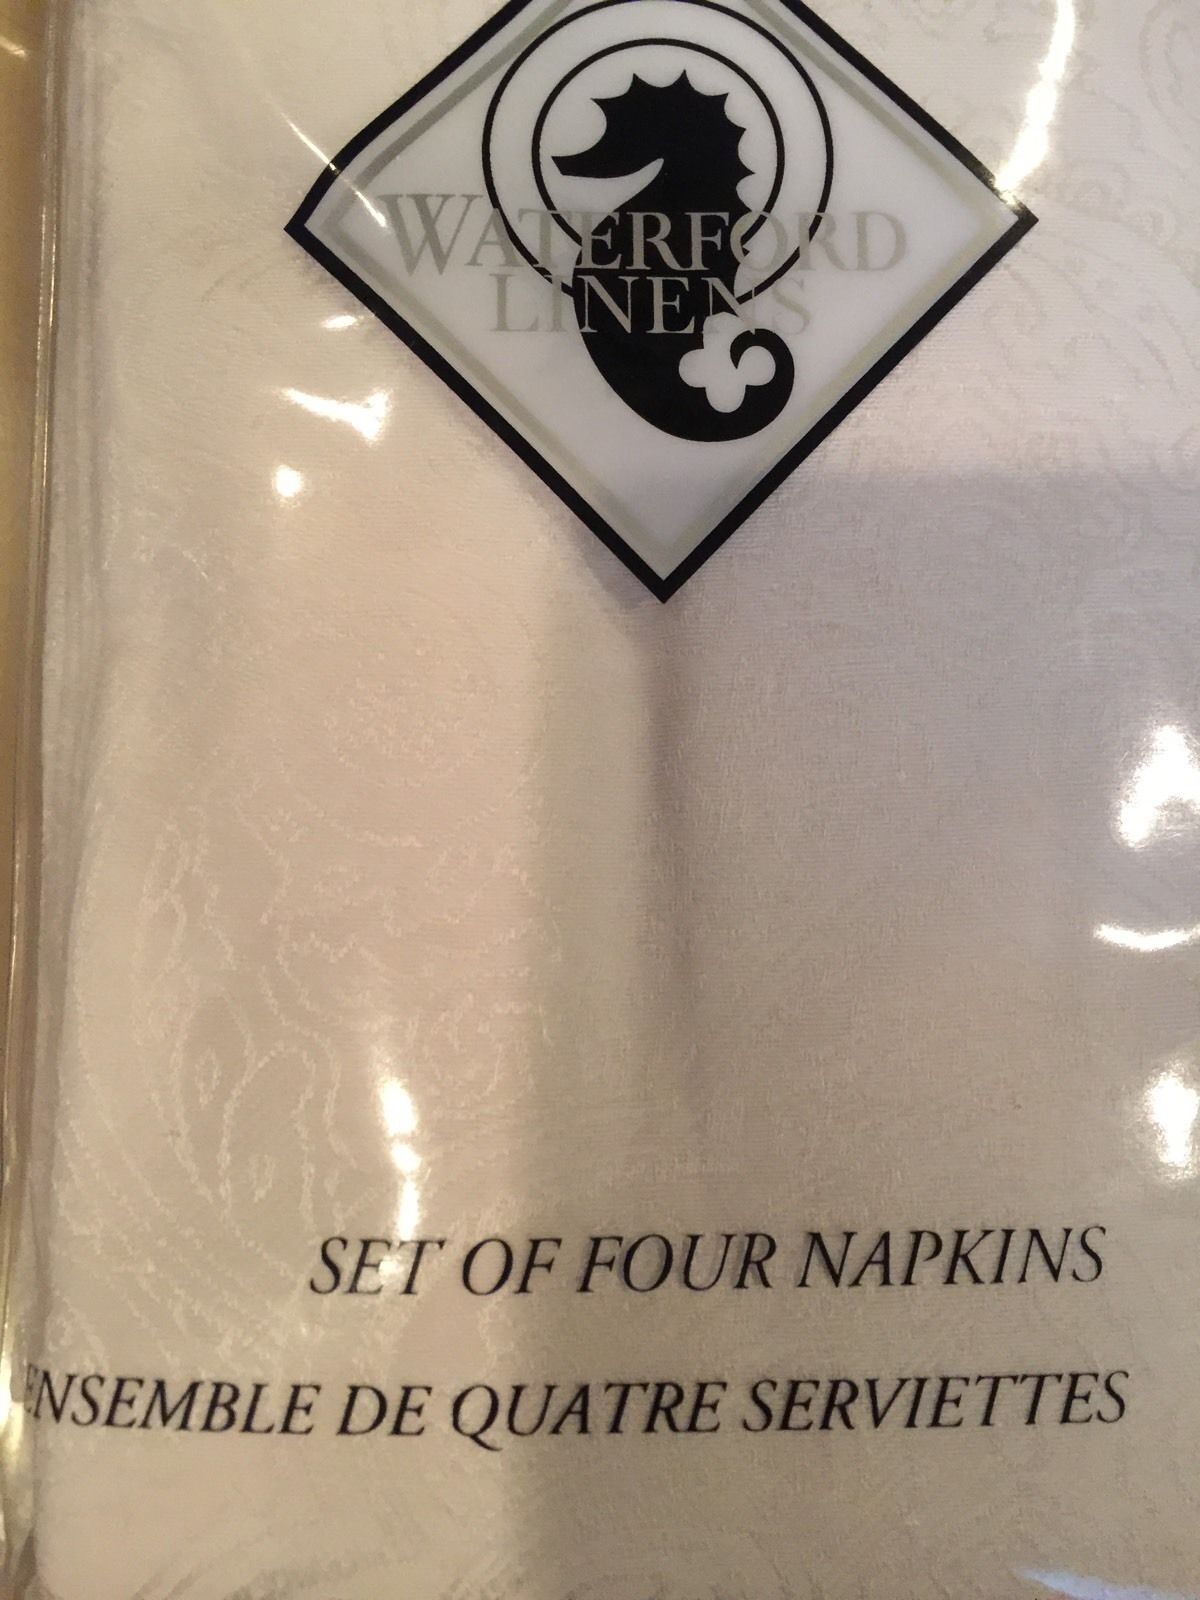 WATERFORD
LINENS
SET OF FOUR NAPKINS
ENSEMBLE DE QUATRE SERVIETTES